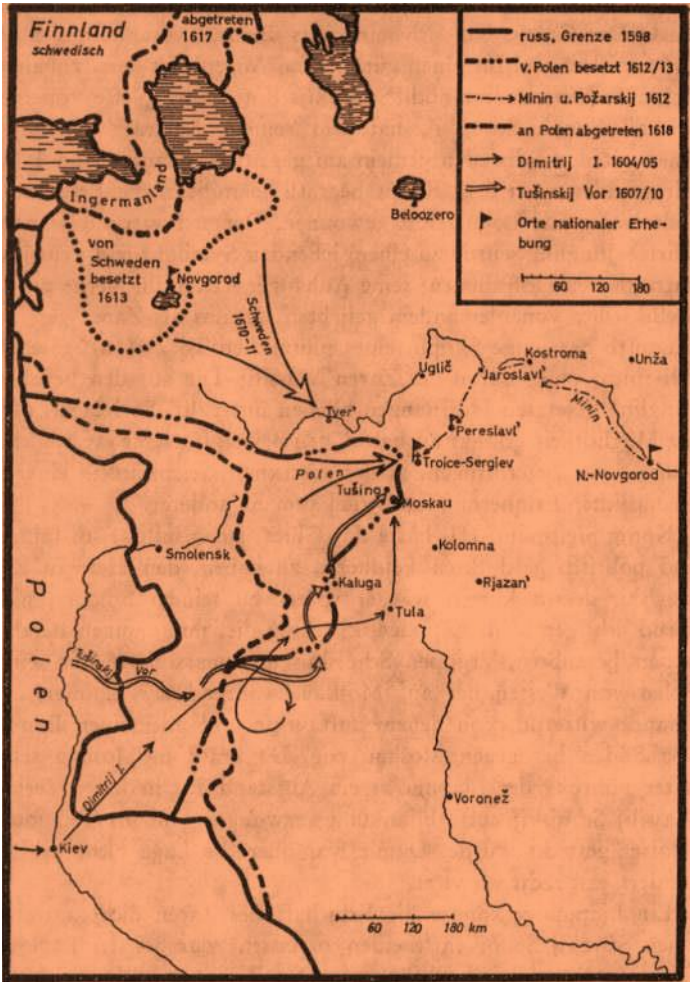 Finnland
schwedisch
abgetreten
1617
russ. Grenze 1598
v. Polen besetzt 1612/13
Minin u. Požarskij 1612
an Polen abgetreten 1618
Dimitrij I. 1604/05
Tušinskij Vor 1607/10
Orte nationaler Erhe-
bung
60 120 180
Ingermanland
von
Schweden
besetzt
1613
Novgorod
Beloozero
Schweden
1610-11
Tver'
Uglič
Jaroslavl'
Kostroma
Unža
Minin
N.-Novgorod
Pereslavl'
Troice-Sergiev
Polen
Tušino
Moskau
Smolensk
Kolomna
Kaluga
Rjazan'
Tula
Polen
Tušinskij Vor
Dimitrij I.
Kiev
Voronež
60 120 180 km